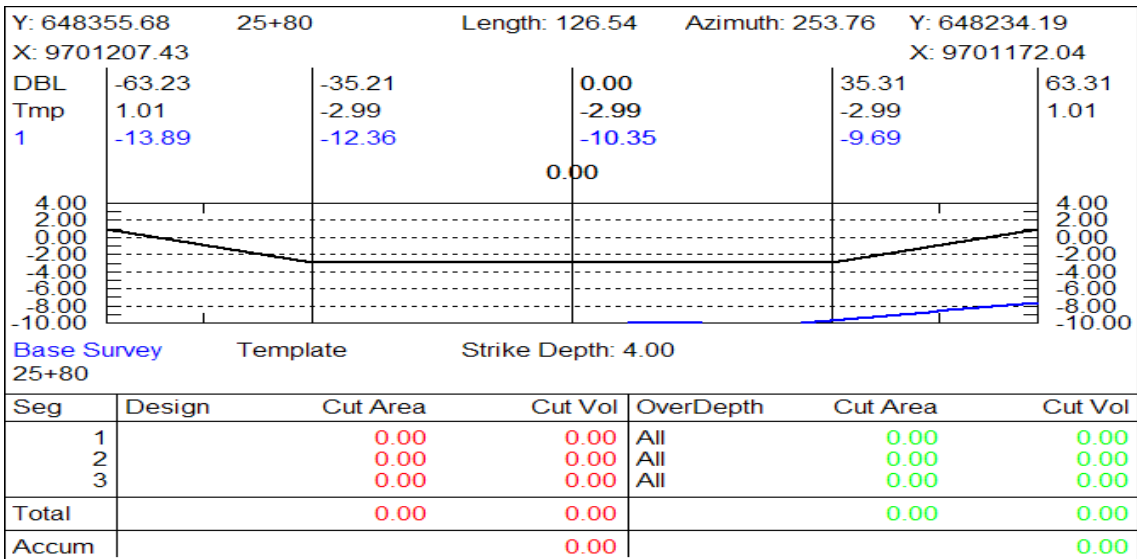 Y: 648355.68 25+80 Length: 126.54 Azimuth: 253.76 Y: 648234.19
X: 9701207.43 X: 9701172.04
DBL -63.23 -35.21 0.00 35.31 63.31
Tmp 1.01 -2.99 -2.99 -2.99 1.01
1 -13.89 -12.36 -10.35 -9.69
0.00
4.00 4.00
2.00 2.00
0.00 0.00
-2.00 -2.00
-4.00 -4.00
-6.00 -6.00
-8.00 -8.00
-10.00 -10.00
Base Survey Template Strike Depth: 4.00
25+80
Seg Design Cut Area Cut Vol OverDepth Cut Area Cut Vol
1 0.00 0.00 All 0.00 0.00
2 0.00 0.00 All 0.00 0.00
3 0.00 0.00 All 0.00 0.00
Total 0.00 0.00 0.00 0.00
Accum 0.00 0.00